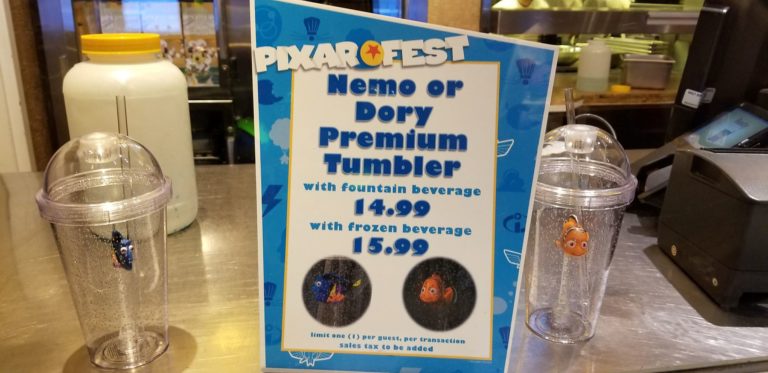 PIXAR FEST
Nemo or
Dory
Premium
Tumbler
with fountain beverage
14.99
with frozen beverage
15.99
limit one (1) per guest, per transaction
sales tax to be added